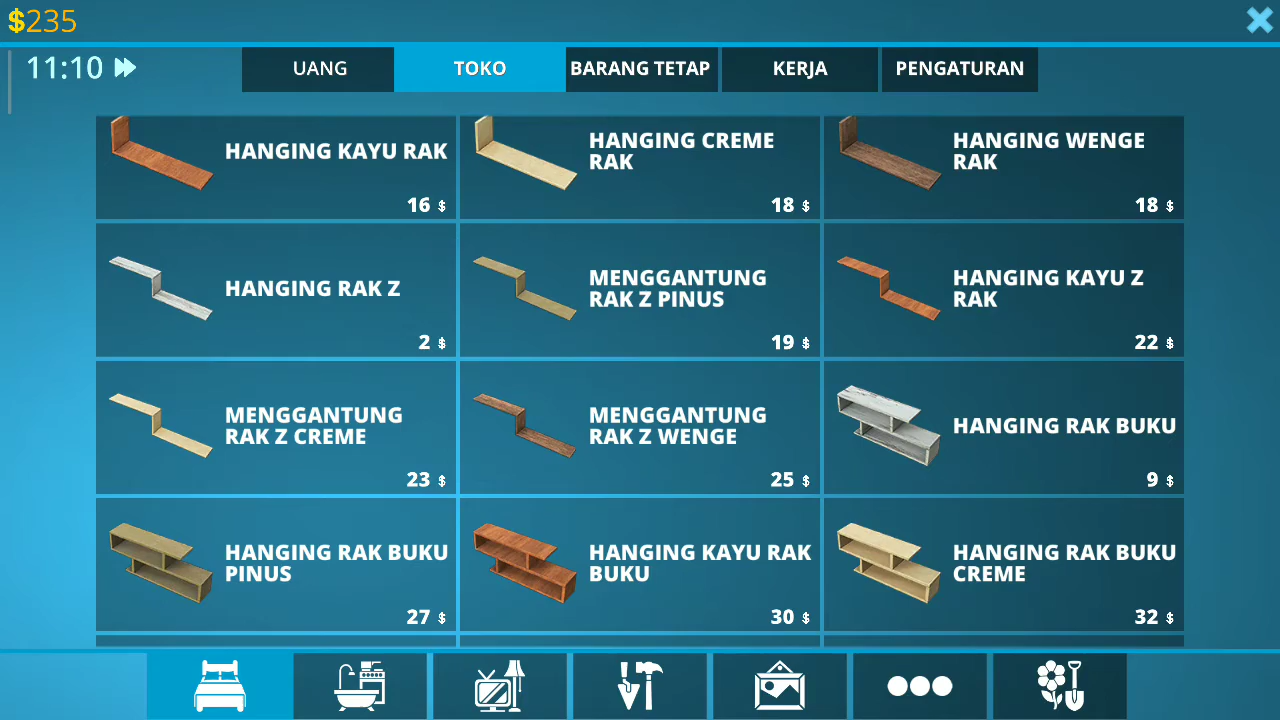 $235
11:10
UANG
TOKO
BARANG TETAP
KERJA
PENGATURAN
HANGING KAYU RAK
16 $
HANGING CREME
RAK
18 $
HANGING WENGE
RAK
18 $
HANGING RAK Z
2 $
MENGGANTUNG
RAK Z PINUS
19 $
HANGING KAYU Z
RAK
22 $
MENGGANTUNG
RAK Z CREME
23 $
MENGGANTUNG
RAK Z WENGE
25 $
HANGING RAK BUKU
9 $
HANGING RAK BUKU
PINUS
27 $
HANGING KAYU RAK
BUKU
30 $
HANGING RAK BUKU
CREME
32 $